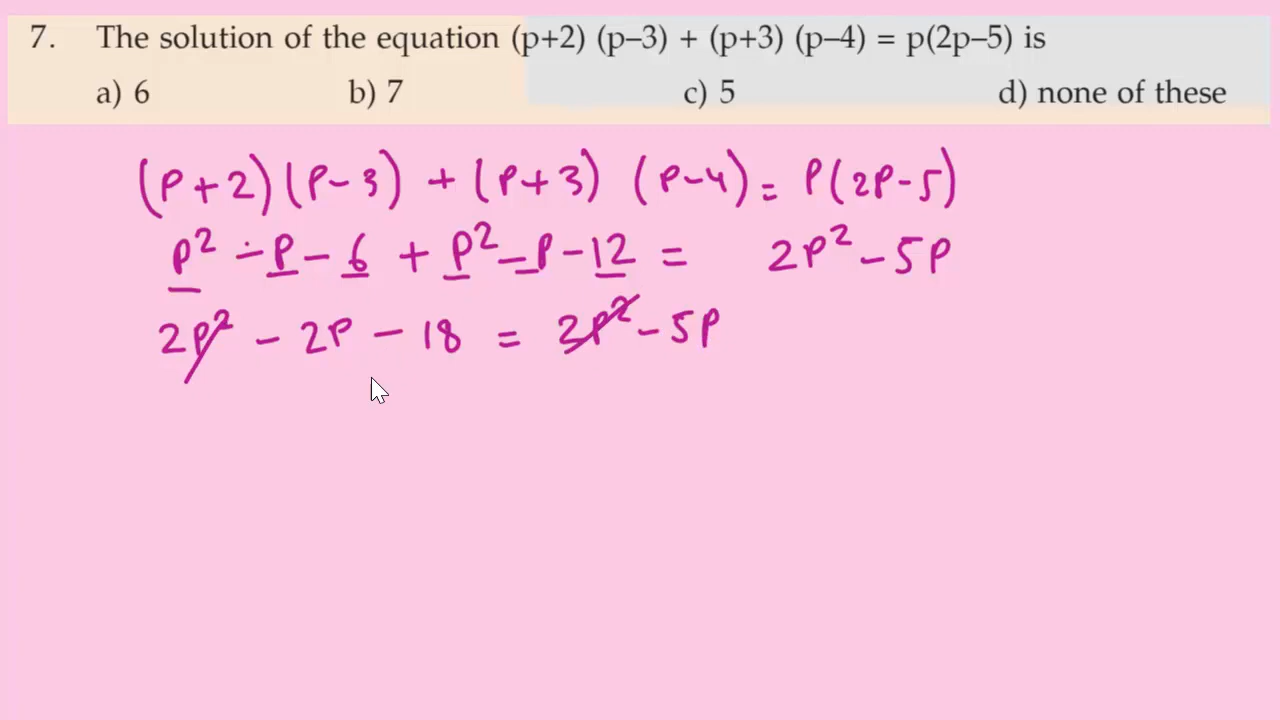 7. The solution of the equation (p+2) (p–3) + (p+3) (p–4) = p(2p–5) is
a) 6 b) 7 c) 5 d) none of these
(P+2)(P-3) + (P+3) (P-4) = P(2P-5)
P² - P - 6 + P² - P - 12 = 2P² - 5P
2P² - 2P - 18 = 2P² - 5P